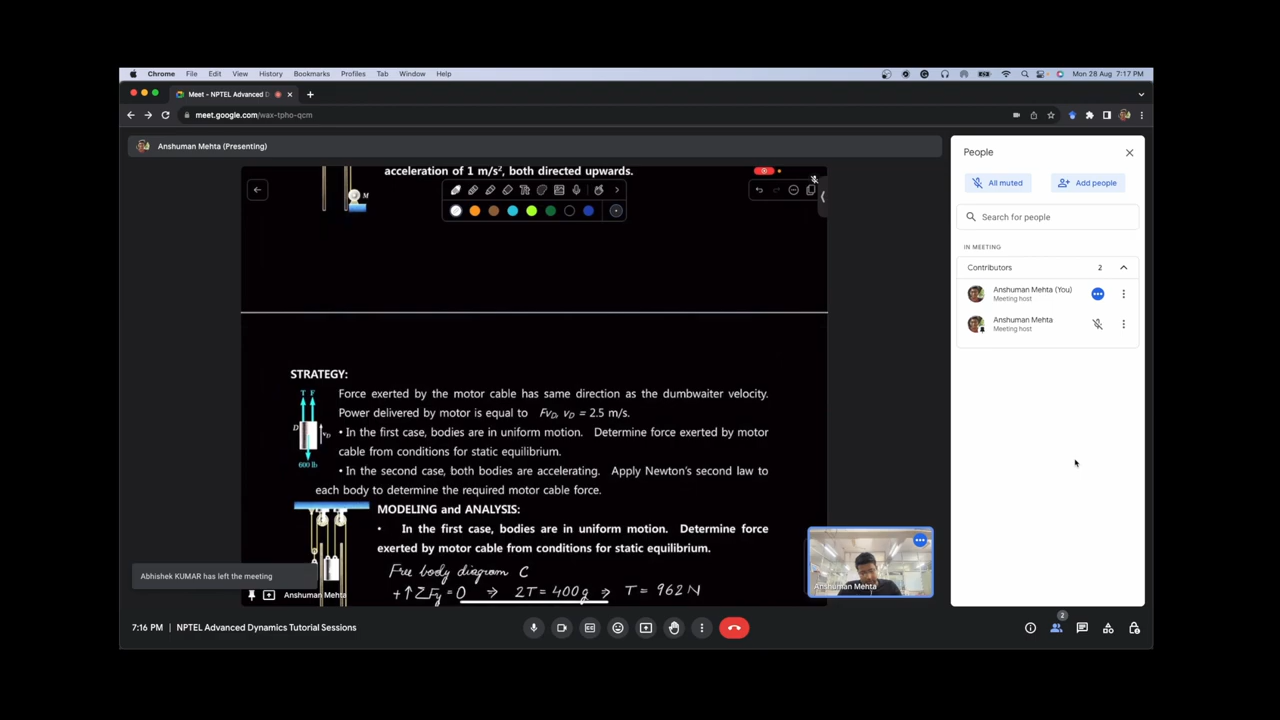 Chrome File Edit View History Bookmarks Profiles Tab Window Help Mon 28 Aug 7:17 PM
Meet - NPTEL Advanced D
meet.google.com/wax-tpho-qcm
Anshuman Mehta (Presenting)
acceleration of 1 m/s², both directed upwards.
M
STRATEGY:
T F
D
v_D
600 lb
Force exerted by the motor cable has same direction as the dumbwaiter velocity.
Power delivered by motor is equal to Fv_D, v_D = 2.5 m/s.
• In the first case, bodies are in uniform motion. Determine force exerted by motor
cable from conditions for static equilibrium.
• In the second case, both bodies are accelerating. Apply Newton's second law to
each body to determine the required motor cable force.
MODELING and ANALYSIS:
• In the first case, bodies are in uniform motion. Determine force
exerted by motor cable from conditions for static equilibrium.
Free body diagram C
+↑ΣFy = 0 ⇒ 2T = 400g ⇒ T = 962 N
Abhishek KUMAR has left the meeting
Anshuman Mehta
Anshuman Mehta
People
All muted
Add people
Search for people
IN MEETING
Contributors 2
Anshuman Mehta (You)
Meeting host
Anshuman Mehta
Meeting host
7:16 PM | NPTEL Advanced Dynamics Tutorial Sessions
2